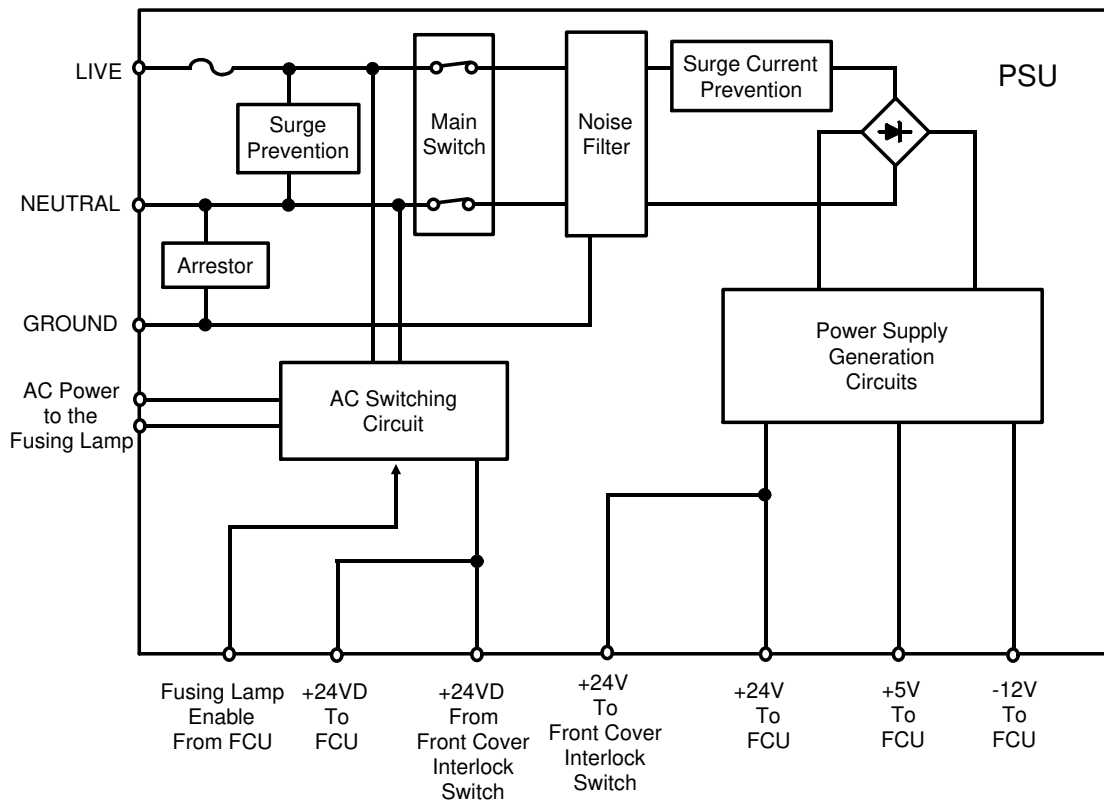 LIVE
Surge
Prevention
Main
Switch
Noise
Filter
Surge Current
Prevention
PSU
NEUTRAL
Arrestor
GROUND
AC Power
to the
Fusing Lamp
AC Switching
Circuit
Power Supply
Generation
Circuits
Fusing Lamp
Enable
From FCU
+24VD
To
FCU
+24VD
From
Front Cover
Interlock
Switch
+24V
To
Front Cover
Interlock
Switch
+24V
To
FCU
+5V
To
FCU
-12V
To
FCU